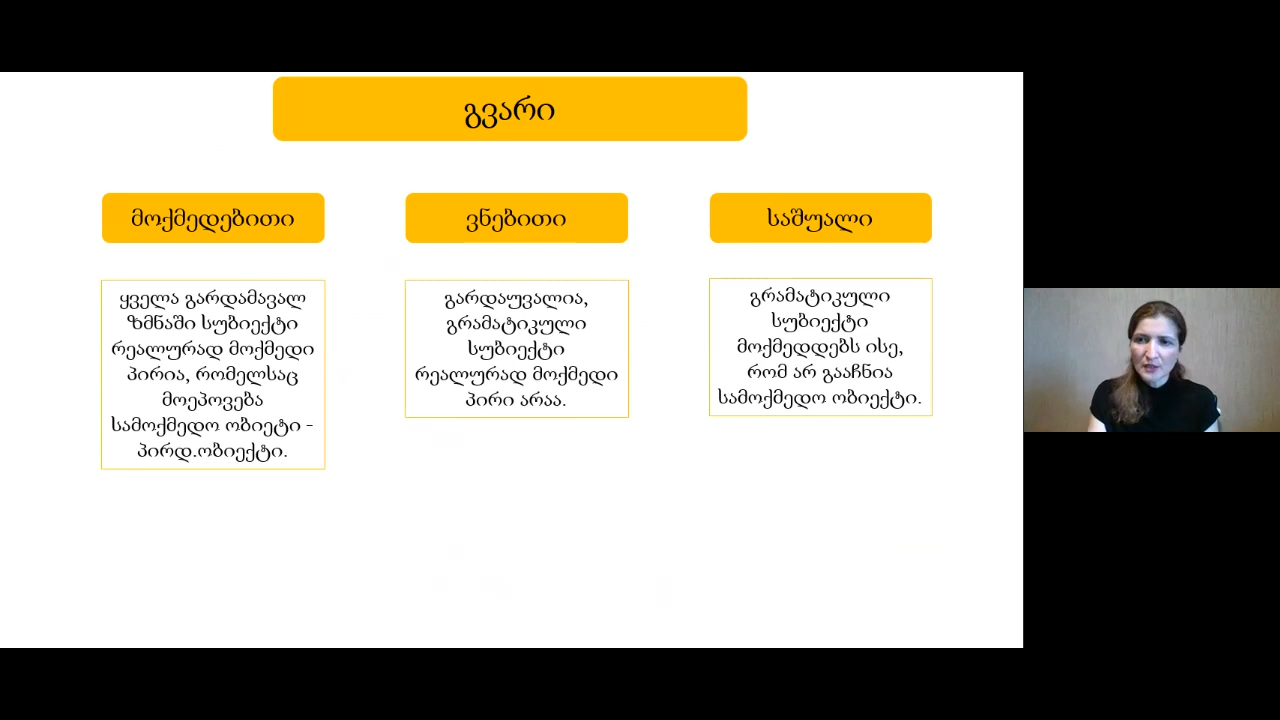 გვარი
მოქმედებითი
ვნებითი
საშუალი
ყველა გარდამავალ
ზმნაში სუბიექტი
რეალურად მოქმედი
პირია, რომელსაც
მოეპოვება
სამოქმედო ობიეტი -
პირდ.ობიექტი.
გარდაუვალია,
გრამატიკული
სუბიექტი
რეალურად მოქმედი
პირი არაა.
გრამატიკული
სუბიექტი
მოქმედდებს ისე,
რომ არ გააჩნია
სამოქმედო ობიექტი.